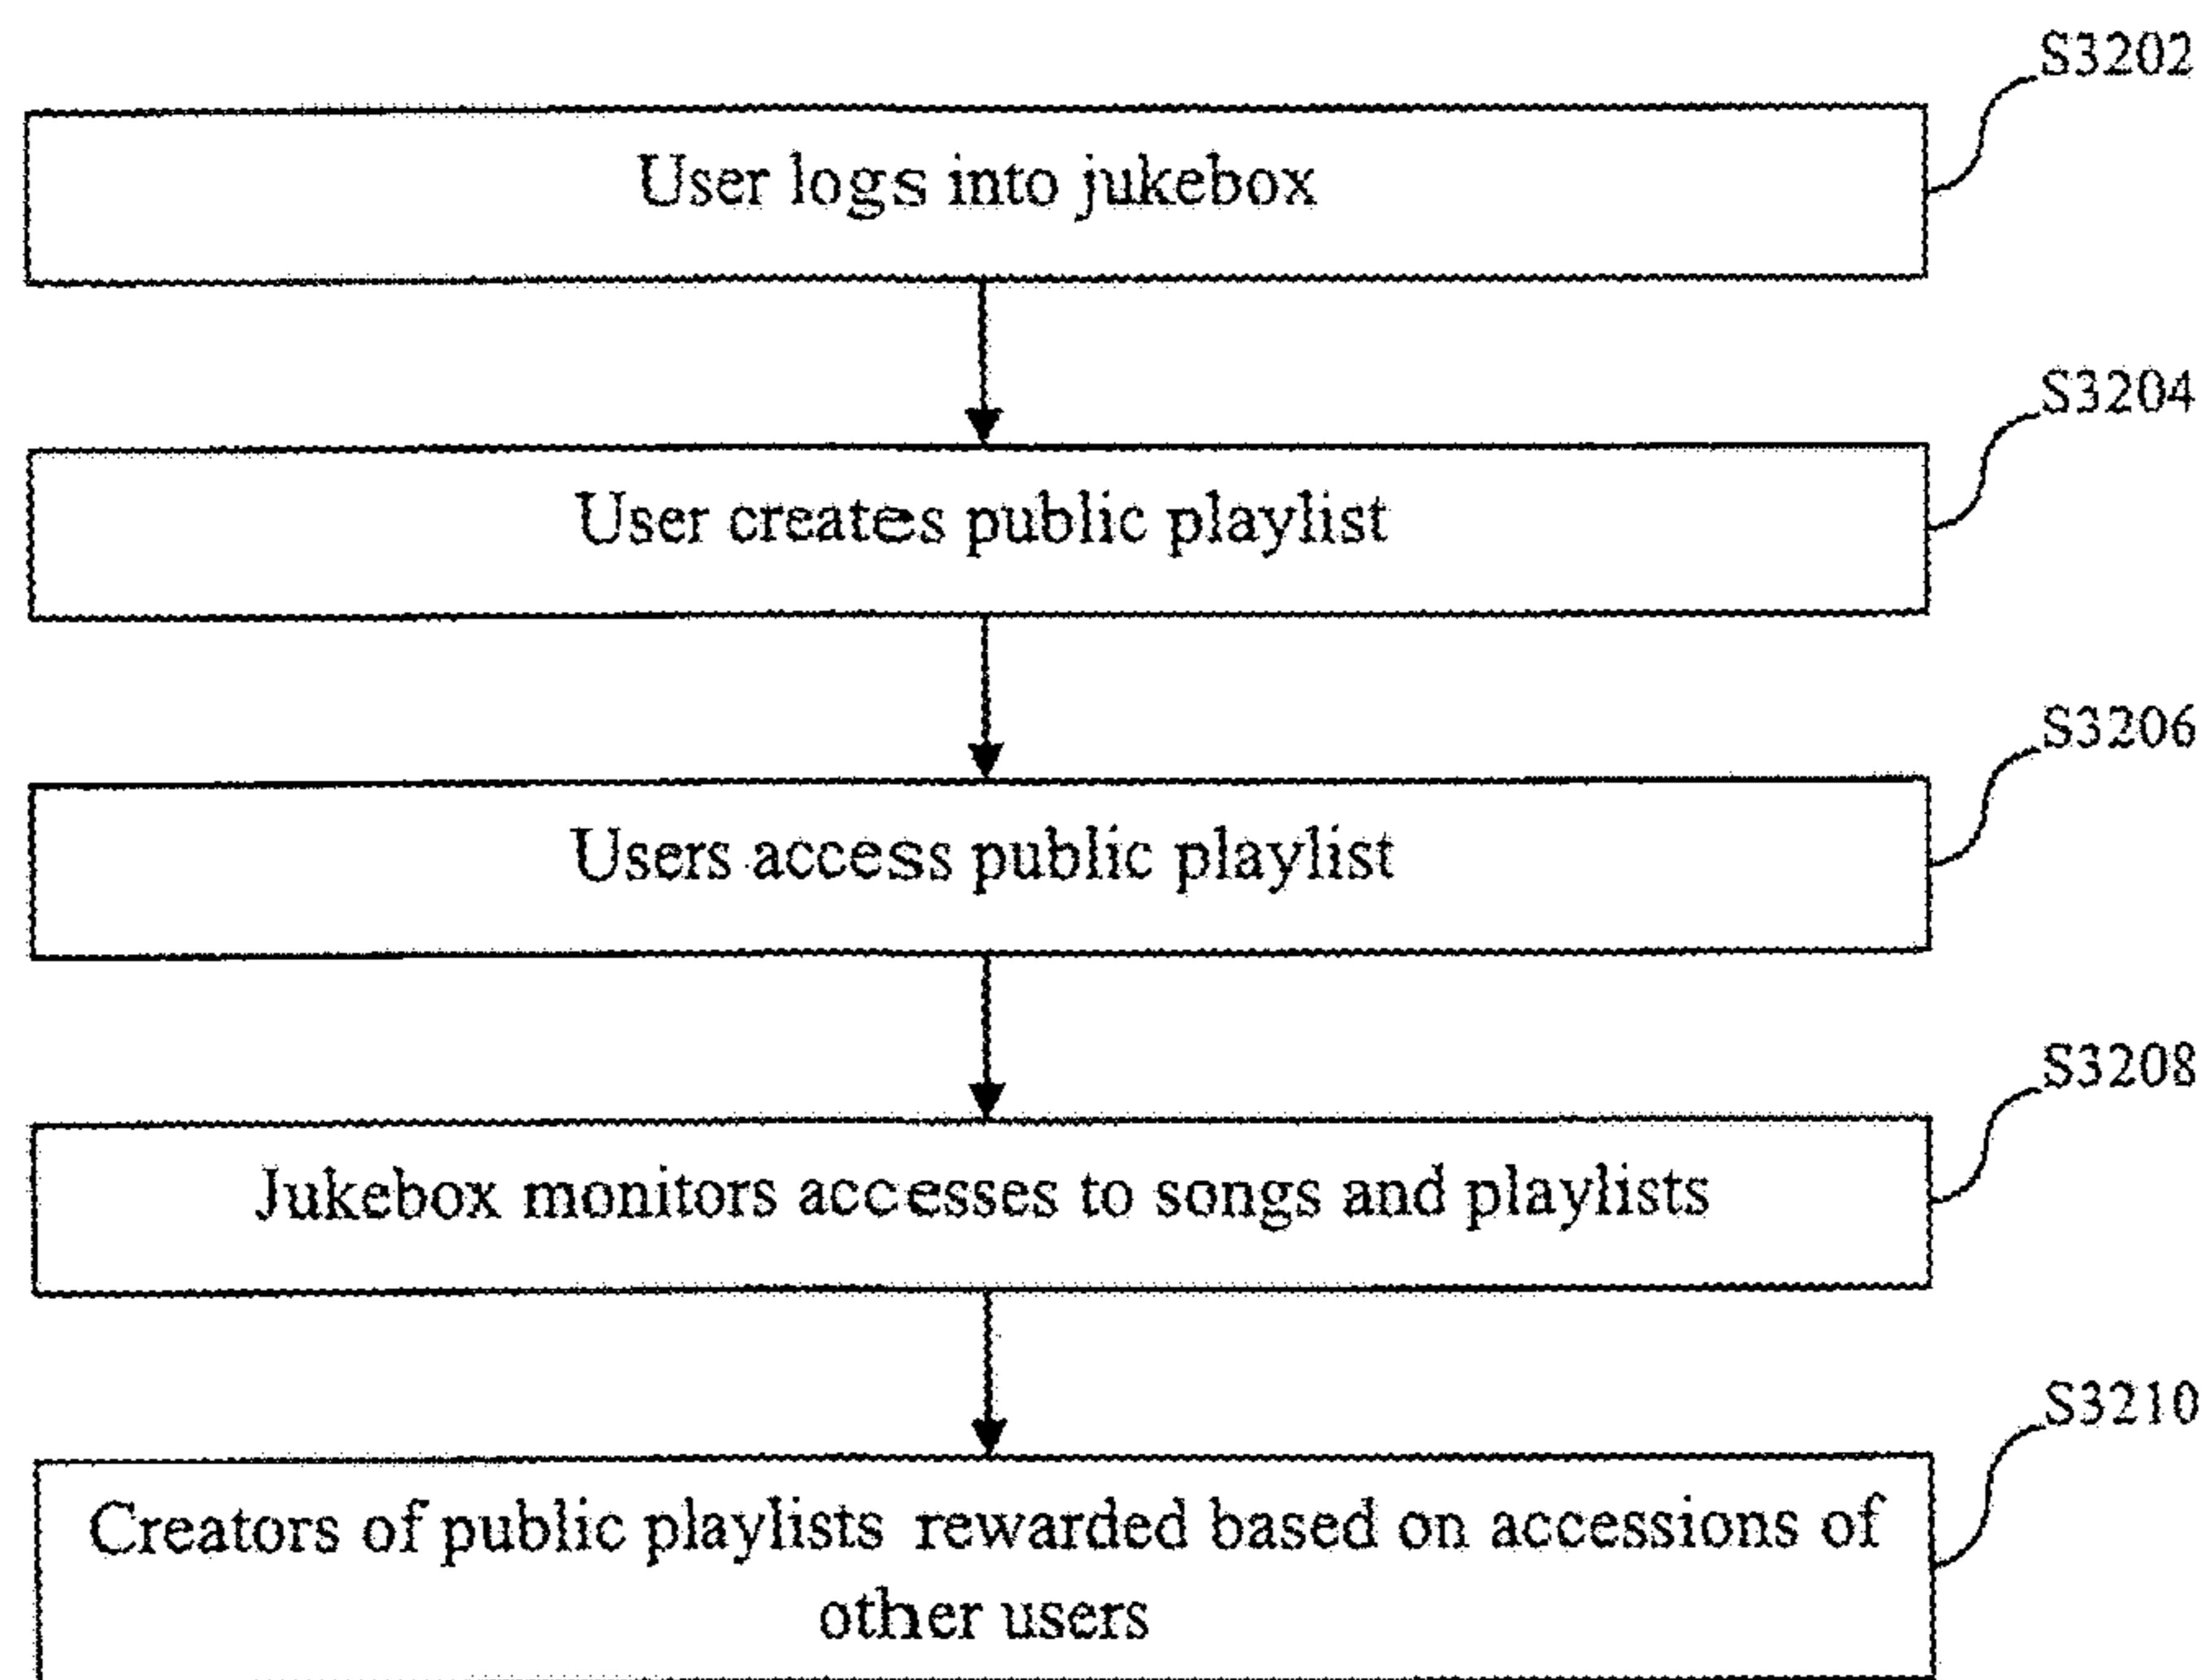 S3202
User logs into jukebox
S3204
User creates public playlist
S3206
Users access public playlist
S3208
Jukebox monitors accesses to songs and playlists
S3210
Creators of public playlists rewarded based on accessions of
other users